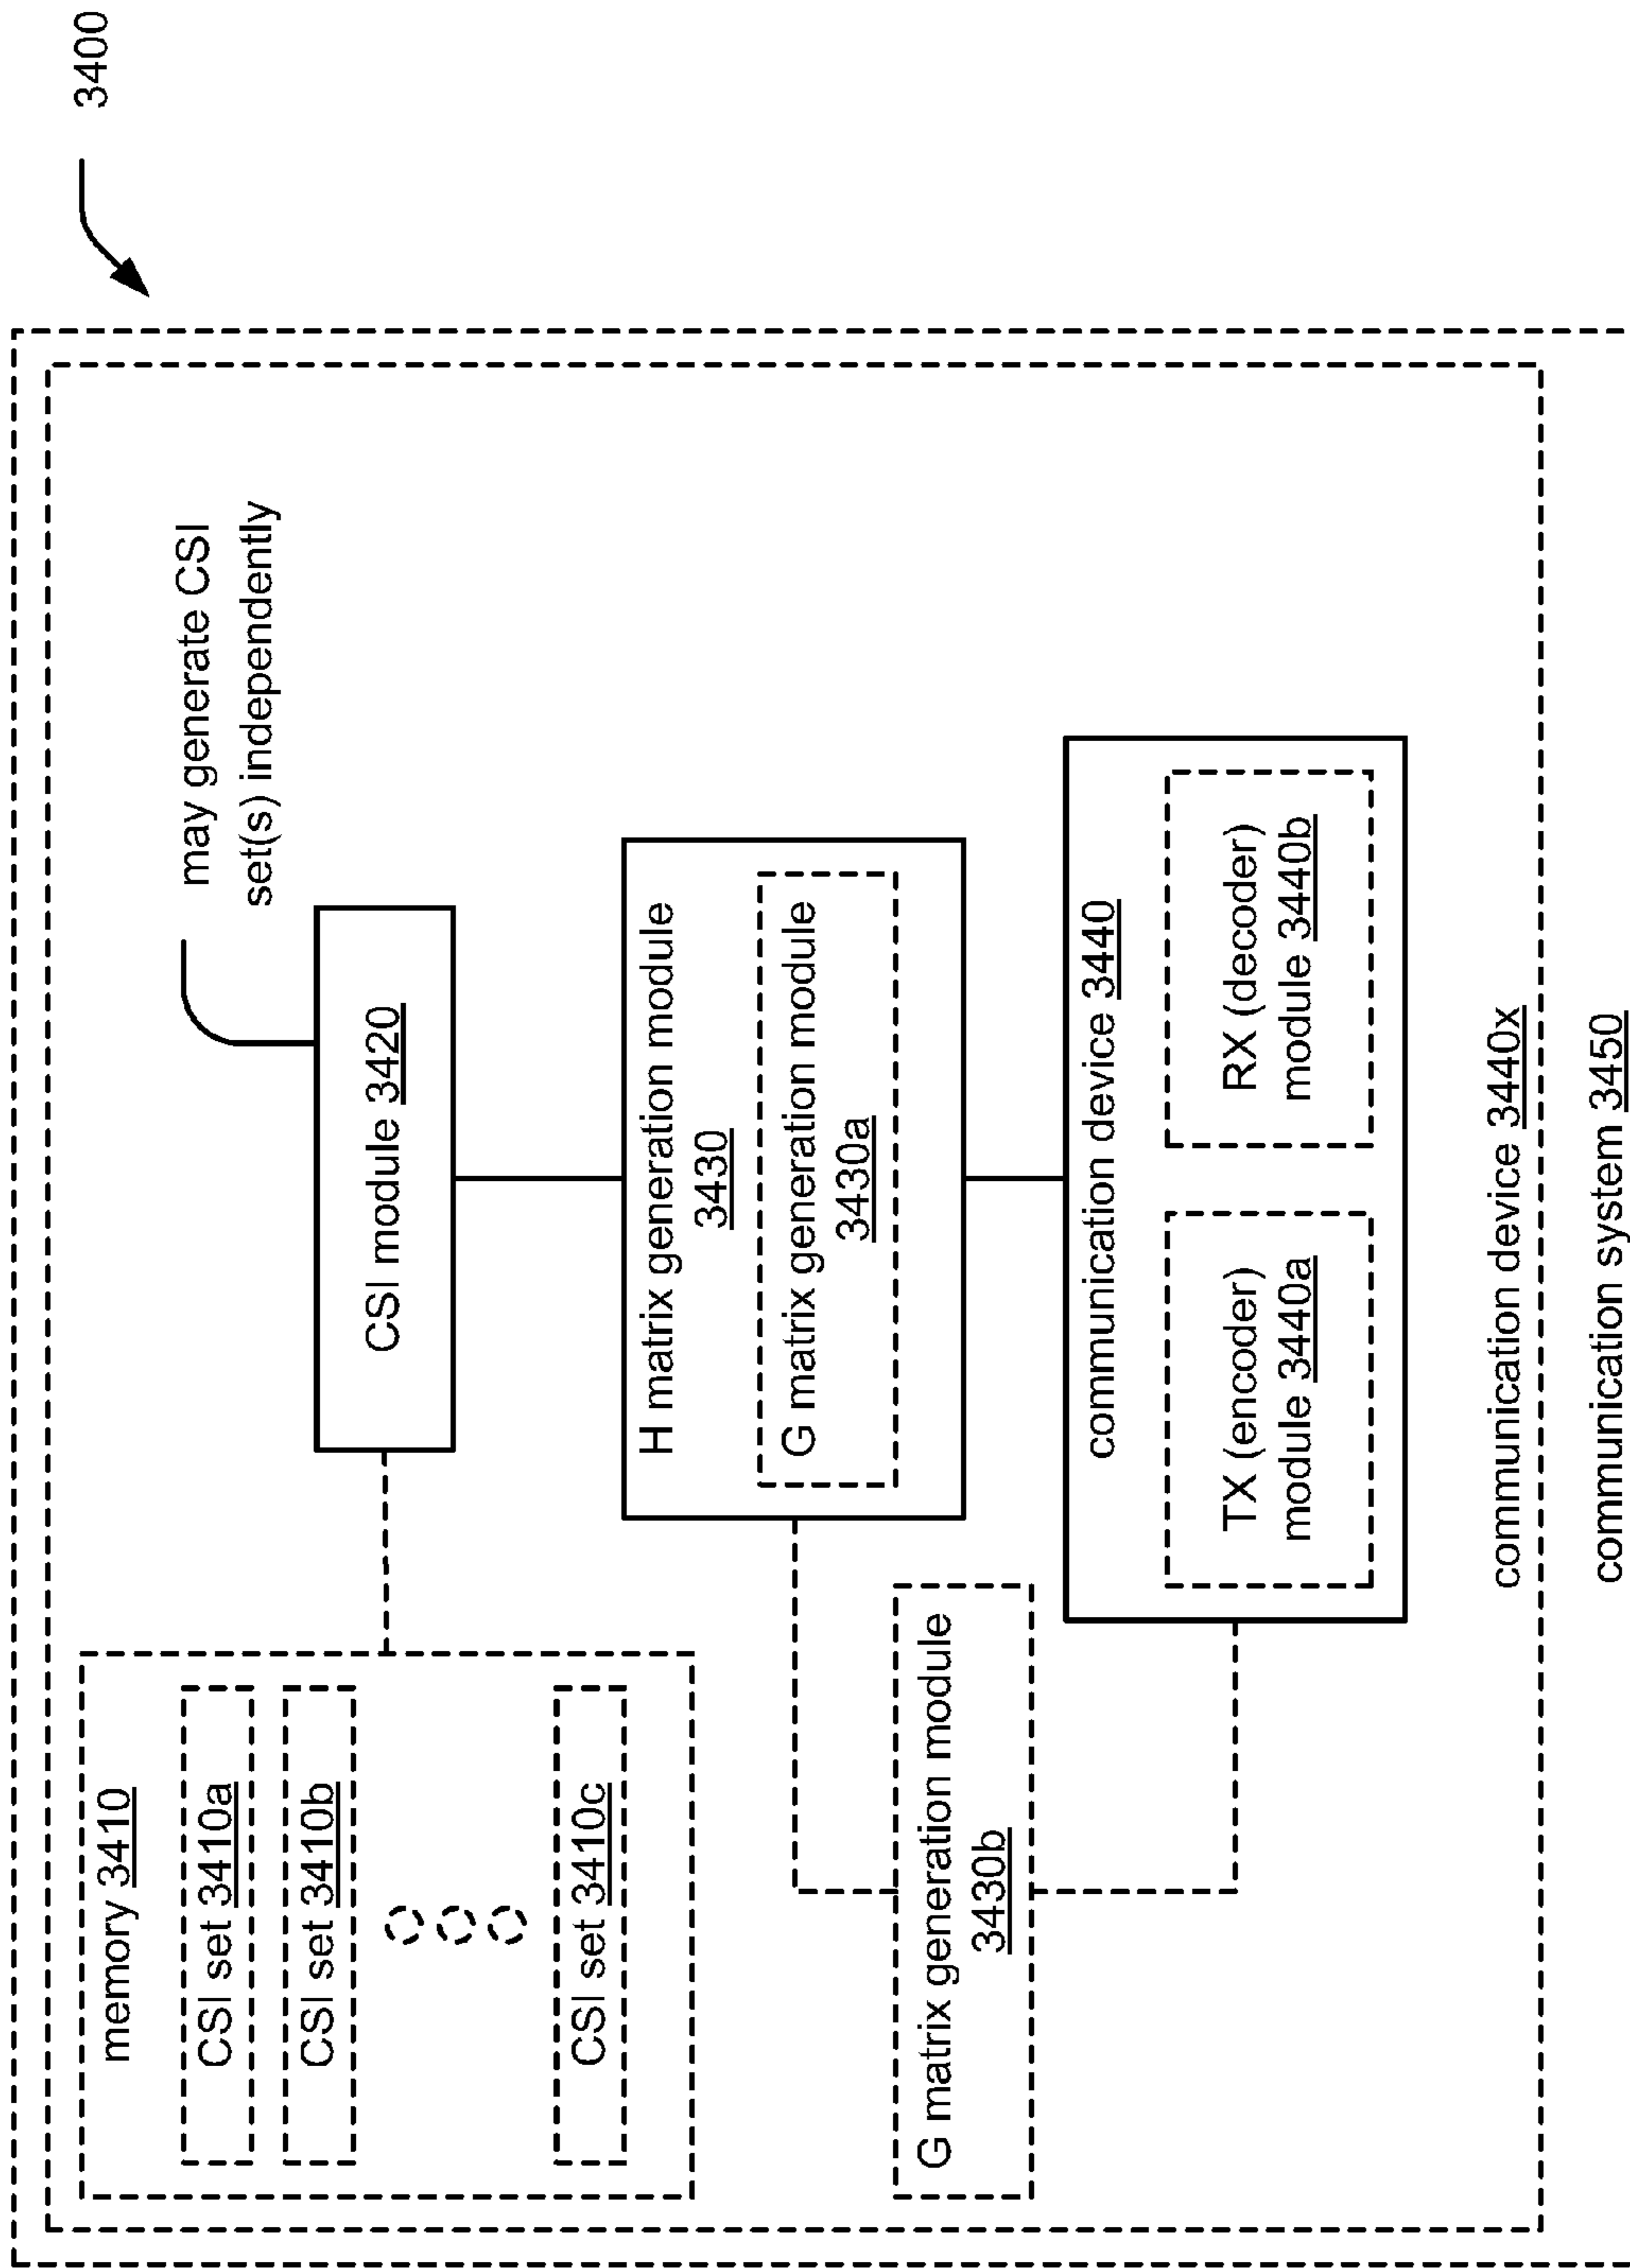 3400
may generate CSI
set(s) independently
memory 3410
CSI set 3410a
CSI set 3410b
CSI set 3410c
CSI module 3420
H matrix generation module
3430
G matrix generation module
3430a
G matrix generation module
3430b
communication device 3440
TX (encoder)
module 3440a
RX (decoder)
module 3440b
communication device 3440x
communication system 3450